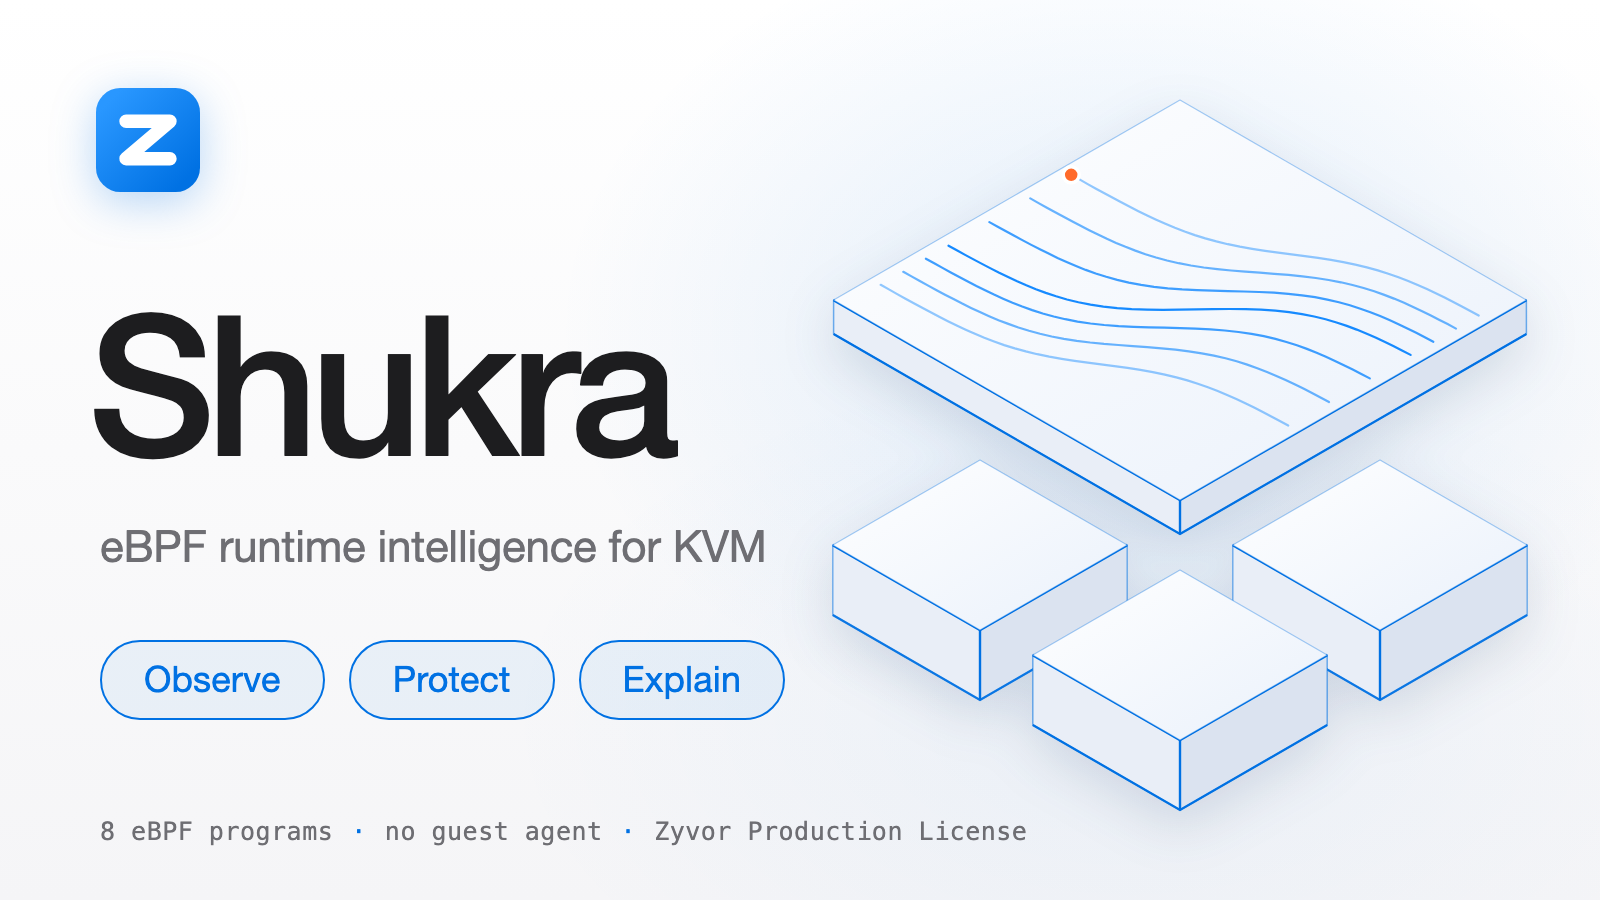 Z
Shukra
eBPF runtime intelligence for KVM
Observe Protect Explain
8 eBPF programs · no guest agent · Zyvor Production License